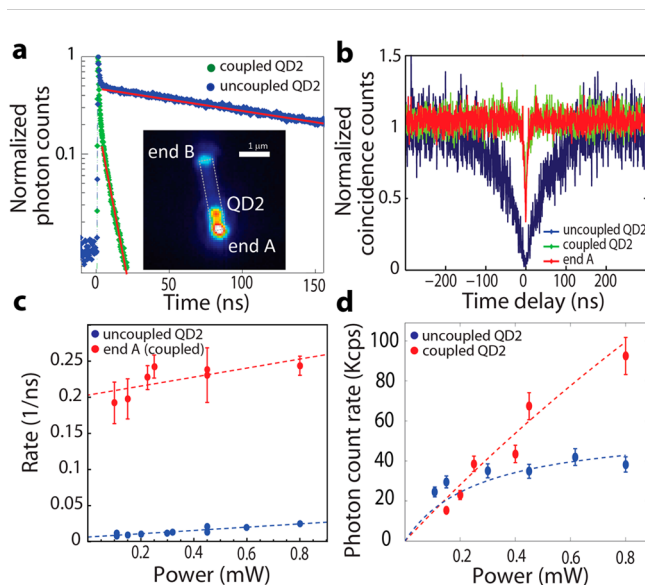 a
coupled QD2
uncoupled QD2
Normalized
photon counts
1
0.1
end B
1 μm
QD2
end A
0
50
100
150
Time (ns)
b
Normalized
coincidence counts
1.5
1
0.5
0
uncoupled QD2
coupled QD2
end A
−200
−100
0
100
200
Time delay (ns)
c
uncoupled QD2
end A (coupled)
Rate (1/ns)
0.25
0.2
0.15
0.1
0.05
0
0.2
0.4
0.6
0.8
Power (mW)
d
uncoupled QD2
coupled QD2
Photon count rate (Kcps)
100
80
60
40
20
0
0.2
0.4
0.6
0.8
Power (mW)